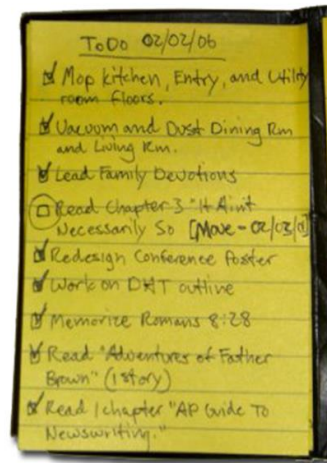 ToDo 02/02/06
Mop Kitchen, Entry, and Utility
room floors.
Vacuum and Dust Dining Rm
and Living Rm.
Lead Family Devotions
Read Chapter 3 "It Aint
Necessarily So [Move - 02/03/0
Redesign Conference Poster
Work on outline
Memorize Romans 8:28
Read "Adventures of Father
Brown" (1 story)
Read 1 chapter "AP Guide To
Newswriting."